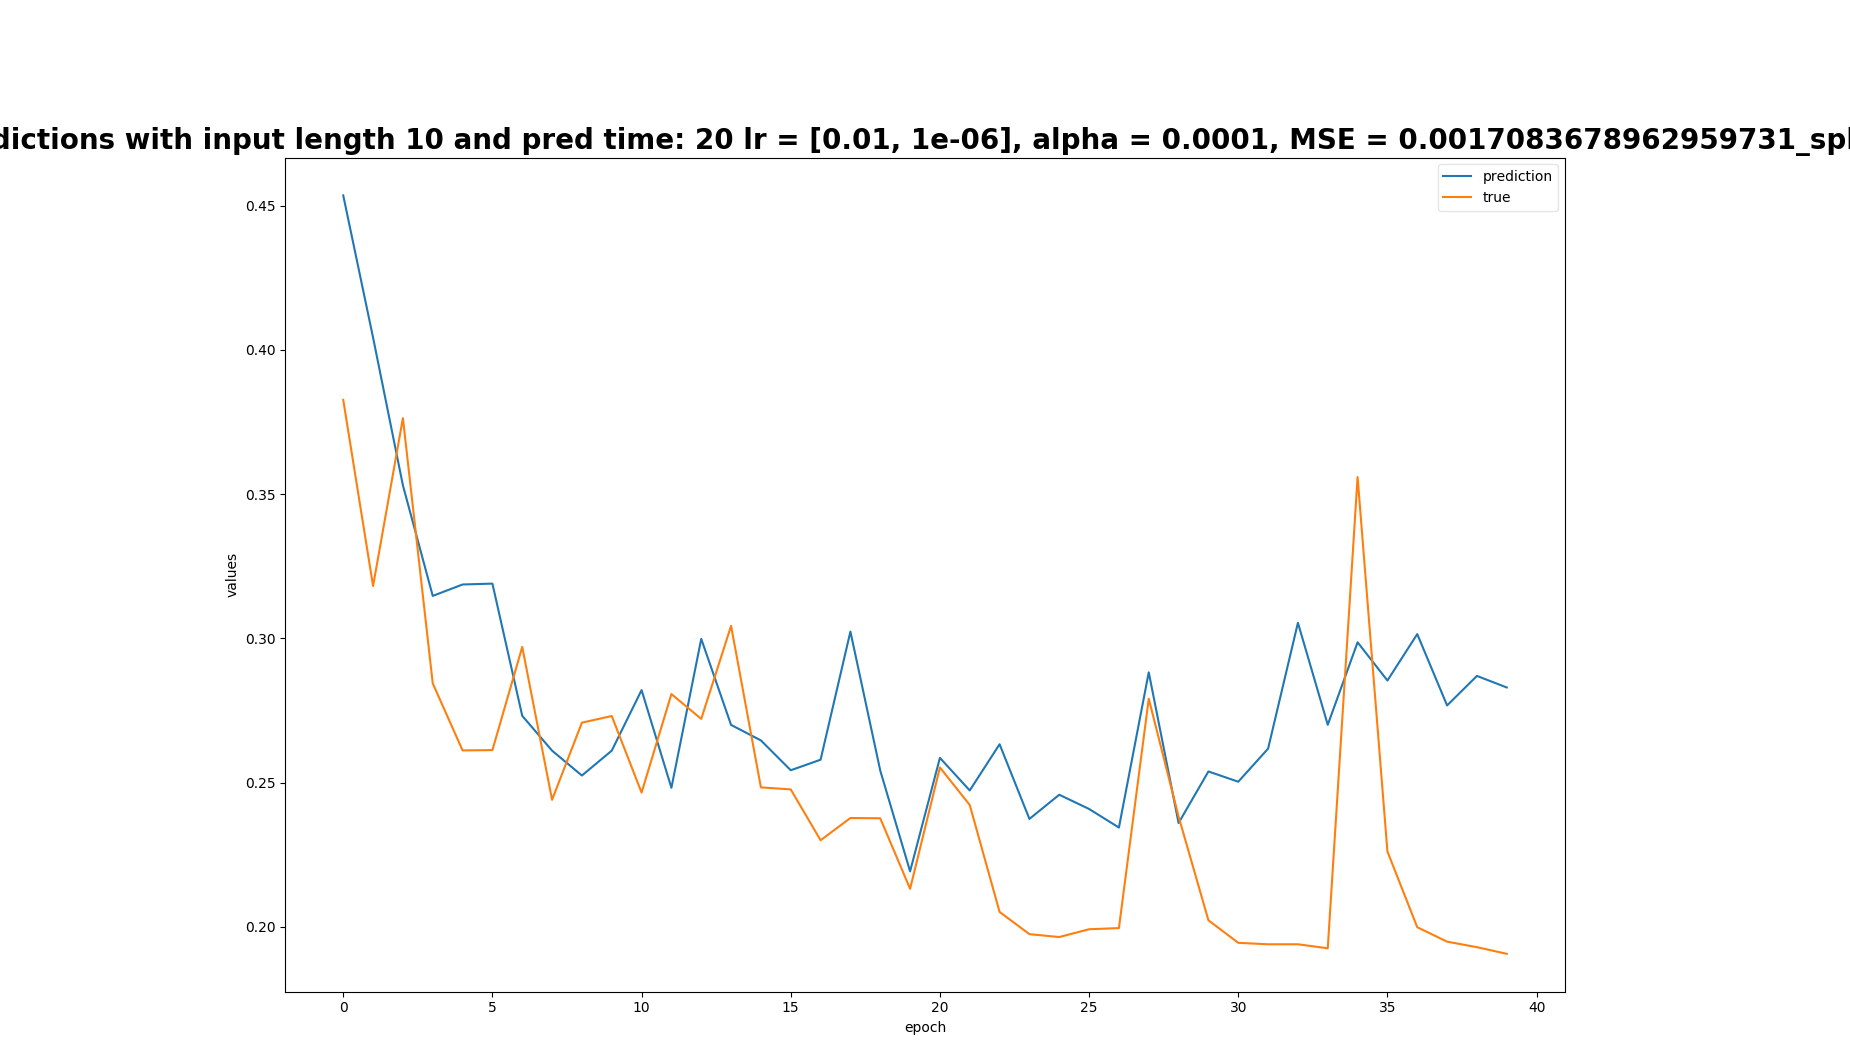 dictions with input length 10 and pred time: 20 lr = [0.01, 1e-06], alpha = 0.0001, MSE = 0.0017083678962959731_spl
prediction
true
0.45
0.40
0.35
0.30
0.25
0.20
values
0 5 10 15 20 25 30 35 40
epoch